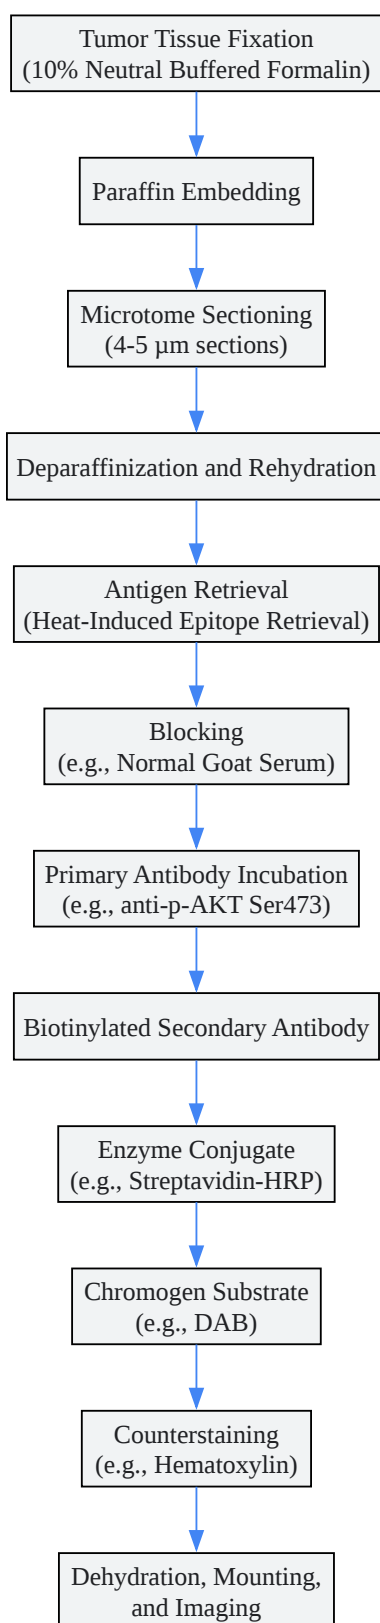 Tumor Tissue Fixation
(10% Neutral Buffered Formalin)
Paraffin Embedding
Microtome Sectioning
(4-5 µm sections)
Deparaffinization and Rehydration
Antigen Retrieval
(Heat-Induced Epitope Retrieval)
Blocking
(e.g., Normal Goat Serum)
Primary Antibody Incubation
(e.g., anti-p-AKT Ser473)
Biotinylated Secondary Antibody
Enzyme Conjugate
(e.g., Streptavidin-HRP)
Chromogen Substrate
(e.g., DAB)
Counterstaining
(e.g., Hematoxylin)
Dehydration, Mounting,
and Imaging